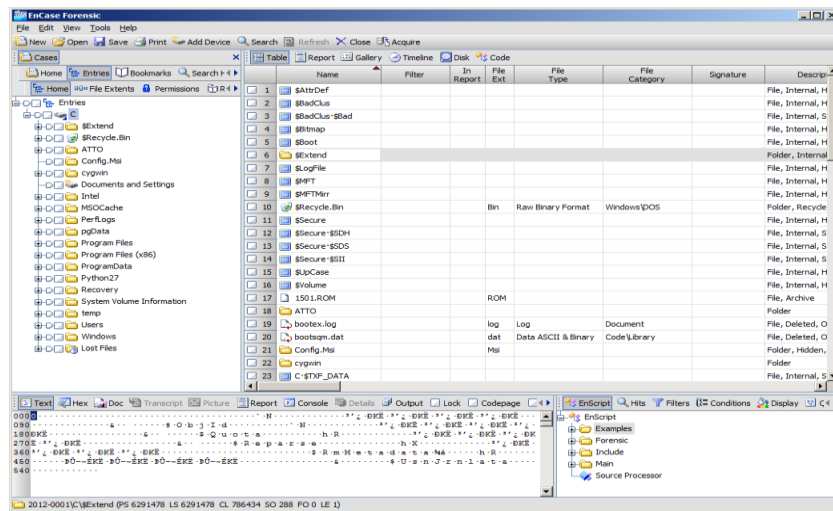 EnCase Forensic
File Edit View Tools Help
New Open Save Print Add Device Search Refresh Close Acquire
Cases
Home Entries Bookmarks Search H
Home File Extents Permissions R
Entries
C
$Extend
$Recycle.Bin
ATTO
Config.Msi
cygwin
Documents and Settings
Intel
MSOCache
PerfLogs
pgData
Program Files
Program Files (x86)
ProgramData
Python27
Recovery
System Volume Information
temp
Users
Windows
Lost Files
Table Report Gallery Timeline Disk Code
Name Filter In Report File Ext File Type File Category Signature Descrip
1 $AttrDef File, Internal, H
2 $BadClus File, Internal, H
3 $BadClus·$Bad File, Internal, S
4 $Bitmap File, Internal, H
5 $Boot File, Internal, H
6 $Extend Folder, Internal
7 $LogFile File, Internal, H
8 $MFT File, Internal, H
9 $MFTMirr File, Internal, H
10 $Recycle.Bin Bin Raw Binary Format Windows\DOS Folder, Recycle
11 $Secure File, Internal, H
12 $Secure·$SDH File, Internal, S
13 $Secure·$SDS File, Internal, S
14 $Secure·$SII File, Internal, S
15 $UpCase File, Internal, H
16 $Volume File, Internal, H
17 1501.ROM ROM File, Archive
18 ATTO Folder
19 bootex.log log Log Document File, Deleted, O
20 bootsqm.dat dat Data ASCII & Binary Code\Library File, Deleted, O
21 Config.Msi Msi Folder, Hidden,
22 cygwin Folder
23 C·$TXF_DATA File, Internal, S
Text Hex Doc Transcript Picture Report Console Details Output Lock Codepage
000
090 $·O·b·j·I·d
180 $·Q·u·o·t·a
270 $·R·e·p·a·r·s·e
360 $·R·m·M·e·t·a·d·a·t·a
450 $·U·s·n·J·r·n·l·a·t·a
540
EnScript Hits Filters Conditions Display
EnScript
Examples
Forensic
Include
Main
Source Processor
2012-0001\C\$Extend (PS 6291478 LS 6291478 CL 786434 SO 288 FO 0 LE 1)